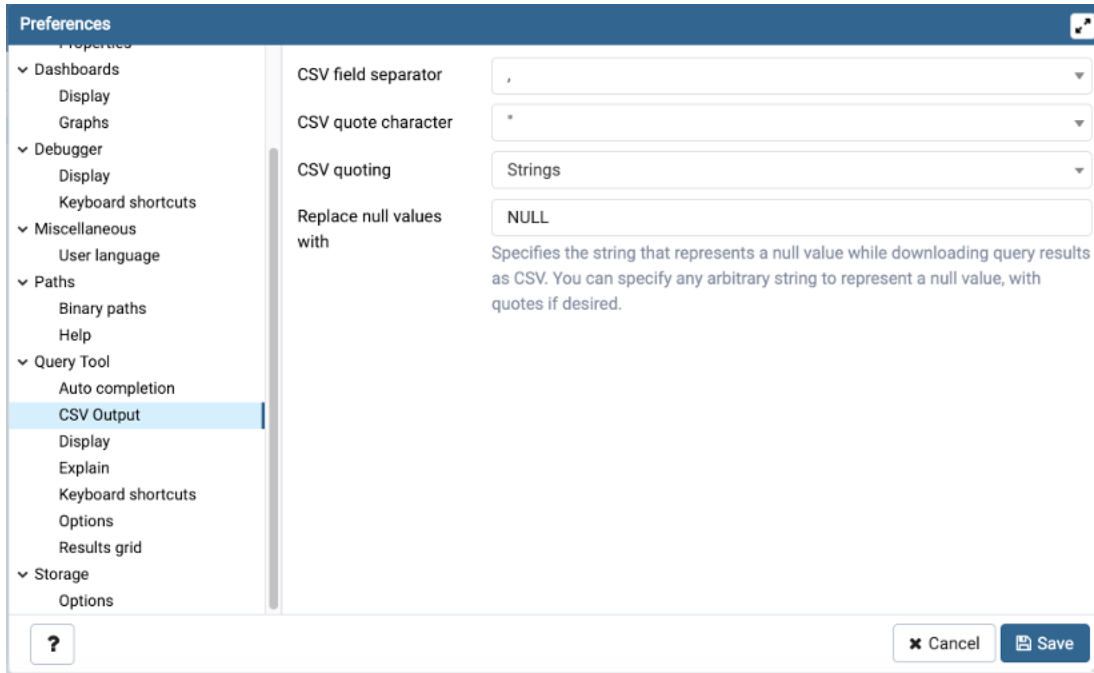 Preferences
Properties
Dashboards
Display
Graphs
Debugger
Display
Keyboard shortcuts
Miscellaneous
User language
Paths
Binary paths
Help
Query Tool
Auto completion
CSV Output
Display
Explain
Keyboard shortcuts
Options
Results grid
Storage
Options
CSV field separator
,
CSV quote character
"
CSV quoting
Strings
Replace null values
with
NULL
Specifies the string that represents a null value while downloading query results
as CSV. You can specify any arbitrary string to represent a null value, with
quotes if desired.
?
Cancel
Save